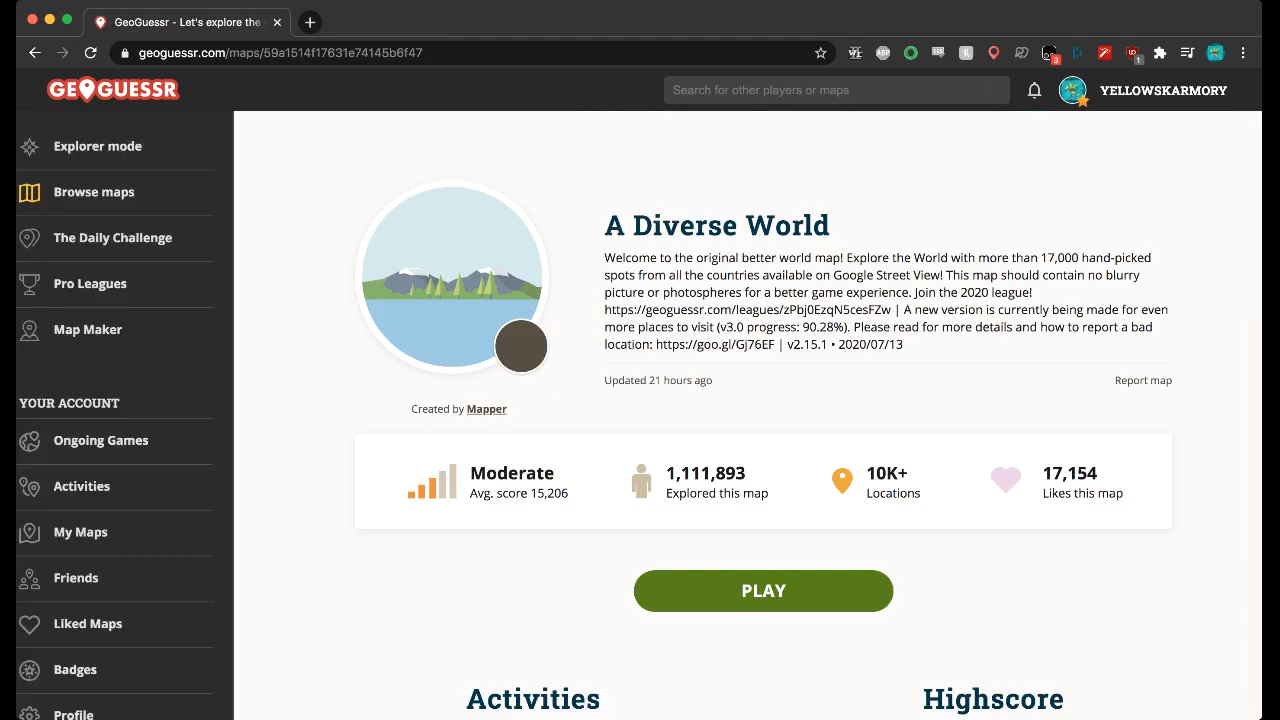 GeoGuessr - Let's explore the
geoguessr.com/maps/59a1514f17631e74145b6f47
GEOGUESSR
Search for other players or maps
YELLOWSKARMORY
Explorer mode
Browse maps
The Daily Challenge
Pro Leagues
Map Maker
YOUR ACCOUNT
Ongoing Games
Activities
My Maps
Friends
Liked Maps
Badges
Profile
A Diverse World
Welcome to the original better world map! Explore the World with more than 17,000 hand-picked
spots from all the countries available on Google Street View! This map should contain no blurry
picture or photospheres for a better game experience. Join the 2020 league!
https://geoguessr.com/leagues/zPbj0EzqN5cesFZw | A new version is currently being made for even
more places to visit (v3.0 progress: 90.28%). Please read for more details and how to report a bad
location: https://goo.gl/Gj76EF | v2.15.1 • 2020/07/13
Updated 21 hours ago
Report map
Created by Mapper
Moderate
Avg. score 15,206
1,111,893
Explored this map
10K+
Locations
17,154
Likes this map
PLAY
Activities
Highscore